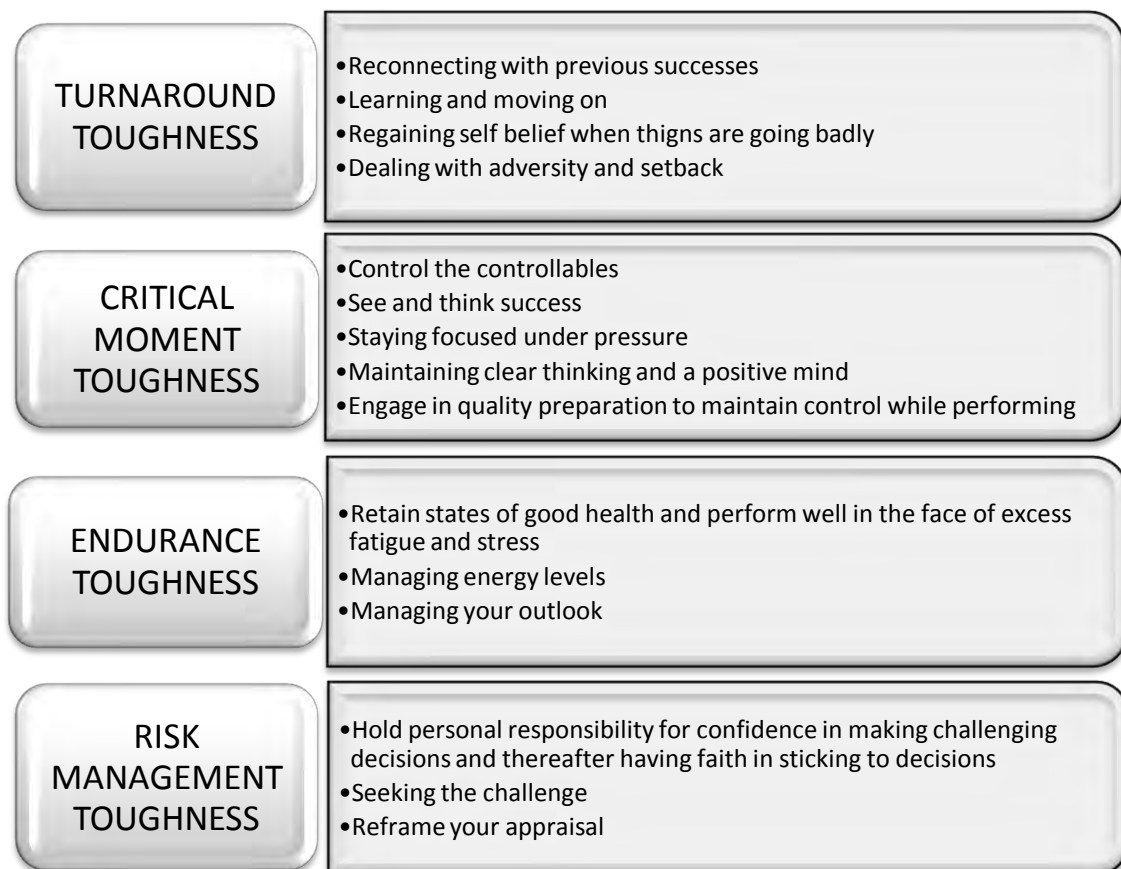 TURNAROUND
TOUGHNESS
•Reconnecting with previous successes
•Learning and moving on
•Regaining self belief when thigns are going badly
•Dealing with adversity and setback
CRITICAL
MOMENT
TOUGHNESS
•Control the controllables
•See and think success
•Staying focused under pressure
•Maintaining clear thinking and a positive mind
•Engage in quality preparation to maintain control while performing
ENDURANCE
TOUGHNESS
•Retain states of good health and perform well in the face of excess
fatigue and stress
•Managing energy levels
•Managing your outlook
RISK
MANAGEMENT
TOUGHNESS
•Hold personal responsibility for confidence in making challenging
decisions and thereafter having faith in sticking to decisions
•Seeking the challenge
•Reframe your appraisal